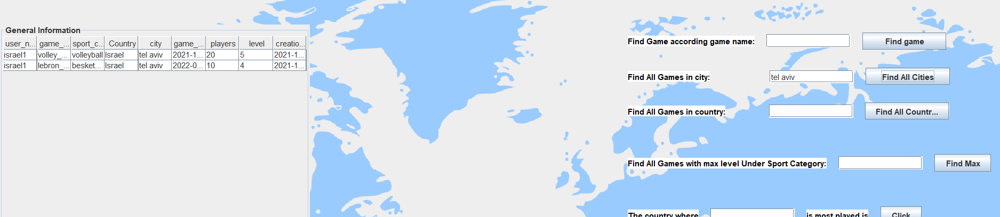 General Information
user_n... game_... sport_c... Country city game_... players level creatio...
israel1 volley_... volleyball Israel tel aviv 2021-1... 20 5 2021-1...
israel1 lebron_... besket... Israel tel aviv 2022-0... 10 4 2021-1...
Find Game according game name: Find game
Find All Games in city: tel aviv Find All Cities
Find All Games in country: Find All Countr...
Find All Games with max level Under Sport Category: Find Max
The country where is most played is Click